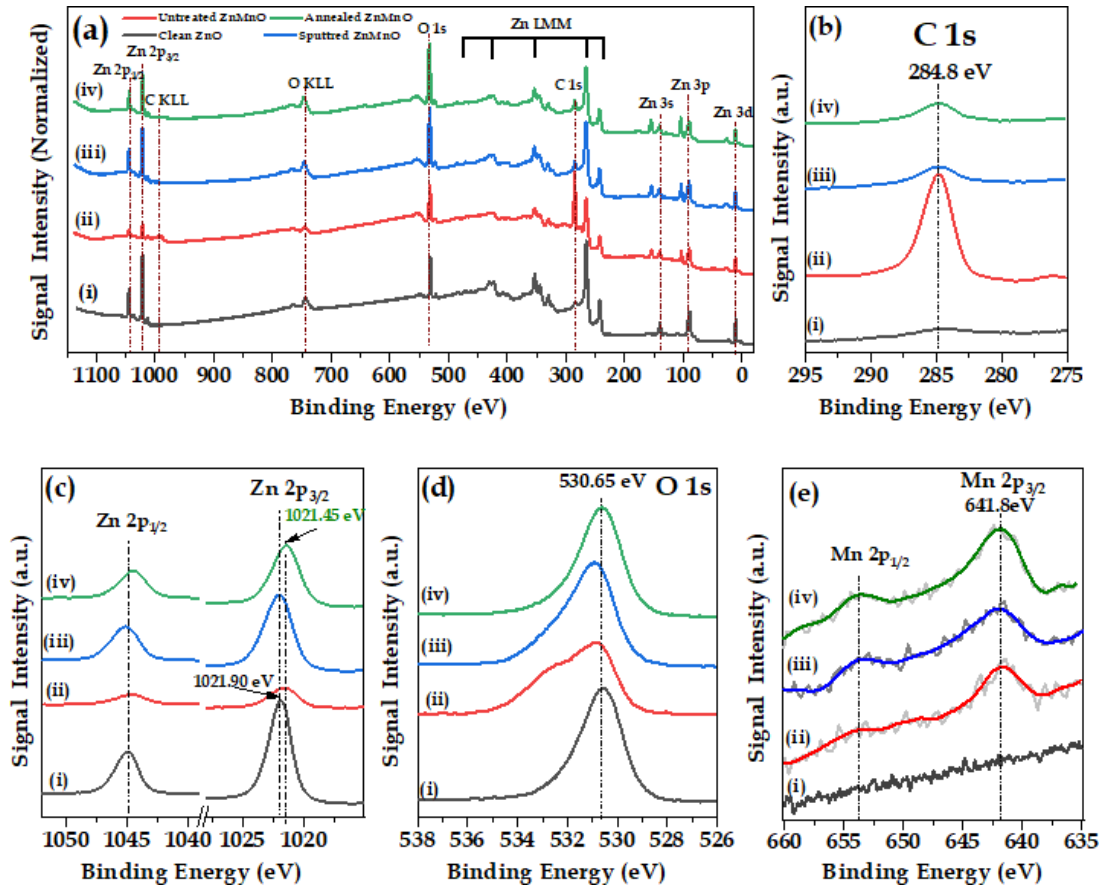 (a)
Untreated ZnMnO
Annealed ZnMnO
Clean ZnO
Sputtred ZnMnO
Zn 2p1/2
Zn 2p3/2
C KLL
O KLL
O 1s
Zn LMM
C 1s
Zn 3s
Zn 3p
Zn 3d
(iv)
(iii)
(ii)
(i)
Signal Intensity (Normalized)
1100 1000 900 800 700 600 500 400 300 200 100 0
Binding Energy (eV)
(b)
C 1s
284.8 eV
(iv)
(iii)
(ii)
(i)
Signal Intensity (a.u.)
295 290 285 280 275
Binding Energy (eV)
(c)
Zn 2p3/2
1021.45 eV
Zn 2p1/2
(iv)
(iii)
(ii)
1021.90 eV
(i)
Signal Intensity (a.u.)
1050 1045 1040 1025 1020
Binding Energy (eV)
(d)
530.65 eV
O 1s
(iv)
(iii)
(ii)
(i)
Signal Intensity (a.u.)
538 536 534 532 530 528 526
Binding Energy (eV)
(e)
Mn 2p3/2
641.8eV
Mn 2p1/2
(iv)
(iii)
(ii)
(i)
Signal Intensity (a.u.)
660 655 650 645 640 635
Binding Energy (eV)